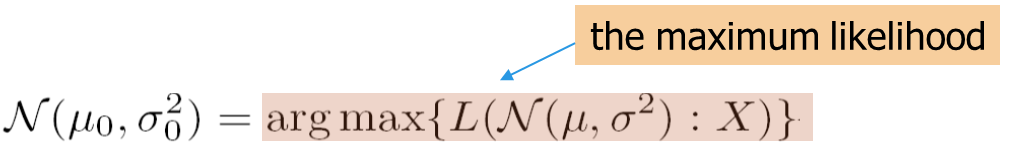 the maximum likelihood
𝒩(μ₀, σ₀²) = arg max{L(𝒩(μ, σ²) : X)}